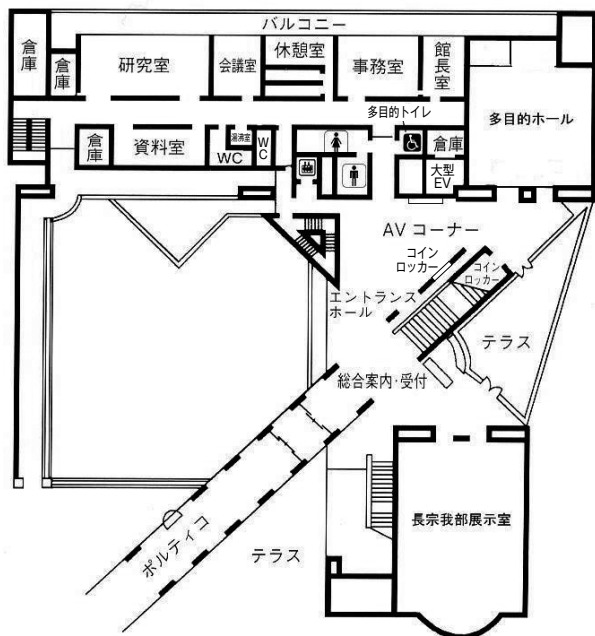 バルコニー
倉庫
倉庫
研究室
会議室
休憩室
事務室
館長室
多目的ホール
多目的トイレ
倉庫
資料室
湯沸室
WC
WC
倉庫
大型
EV
AVコーナー
コイン
ロッカー
コイン
ロッカー
エントランス
ホール
テラス
総合案内・受付
長宗我部展示室
ポルティコ
テラス